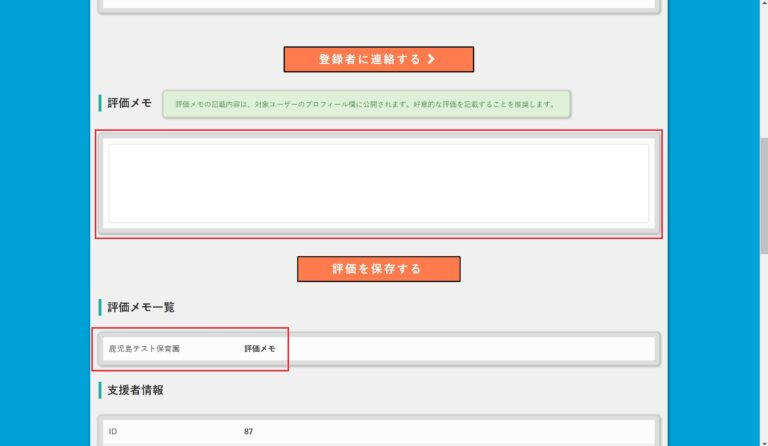 登録者に連絡する
評価メモ
評価メモの記載内容は、対象ユーザーのプロフィール欄に公開されます。好意的な評価を記載することを推奨します。
評価を保存する
評価メモ一覧
鹿児島テスト保育園 評価メモ
支援者情報
ID 87